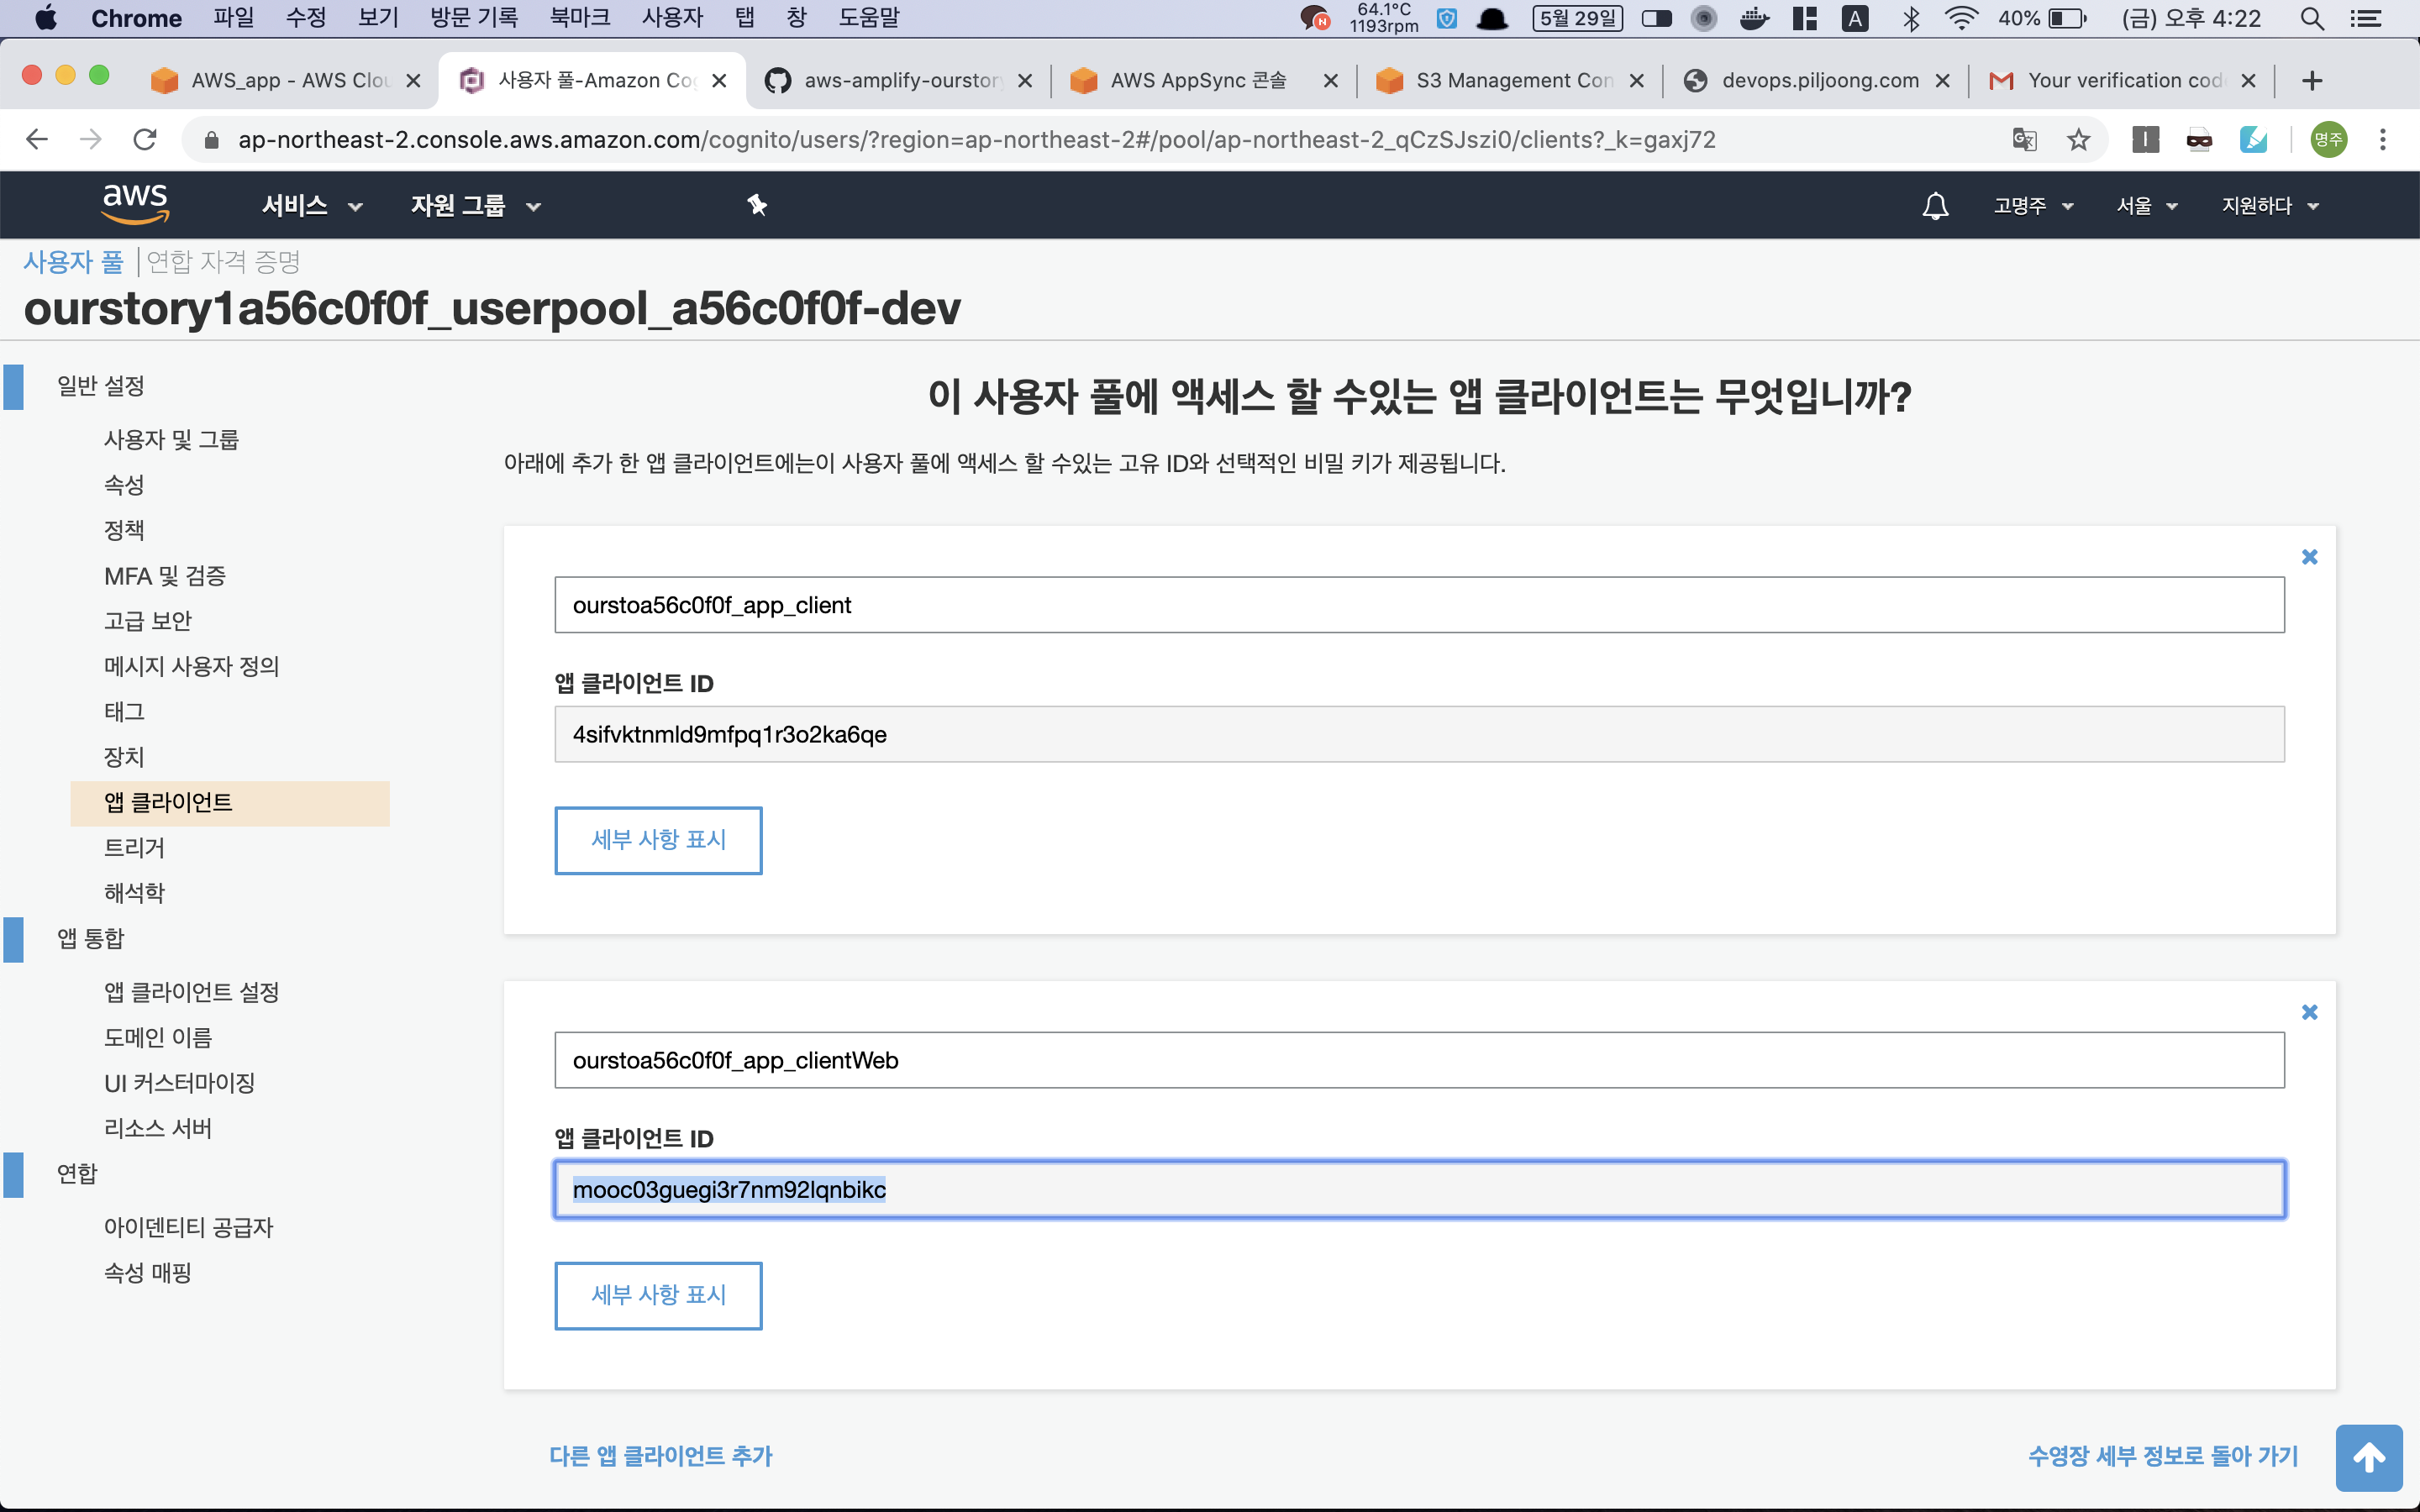 Chrome 파일 수정 보기 방문 기록 북마크 사용자 탭 창 도움말 N 64.1°C 1193rpm 5월 29일 A 40% (금) 오후 4:22
AWS_app - AWS Clou 사용자 풀-Amazon Cog aws-amplify-ourstory AWS AppSync 콘솔 S3 Management Con devops.piljoong.com Your verification code
ap-northeast-2.console.aws.amazon.com/cognito/users/?region=ap-northeast-2#/pool/ap-northeast-2_qCzSJszi0/clients?_k=gaxj72 명주
aws 서비스 자원 그룹 고명주 서울 지원하다
사용자 풀 연합 자격 증명
ourstory1a56c0f0f_userpool_a56c0f0f-dev
일반 설정
사용자 및 그룹
속성
정책
MFA 및 검증
고급 보안
메시지 사용자 정의
태그
장치
앱 클라이언트
트리거
해석학
앱 통합
앱 클라이언트 설정
도메인 이름
UI 커스터마이징
리소스 서버
연합
아이덴티티 공급자
속성 매핑
이 사용자 풀에 액세스 할 수있는 앱 클라이언트는 무엇입니까?
아래에 추가 한 앱 클라이언트에는이 사용자 풀에 액세스 할 수있는 고유 ID와 선택적인 비밀 키가 제공됩니다.
ourstoa56c0f0f_app_client
앱 클라이언트 ID
4sifvktnmld9mfpq1r3o2ka6qe
세부 사항 표시
ourstoa56c0f0f_app_clientWeb
앱 클라이언트 ID
mooc03guegi3r7nm92lqnbikc
세부 사항 표시
다른 앱 클라이언트 추가
수영장 세부 정보로 돌아 가기